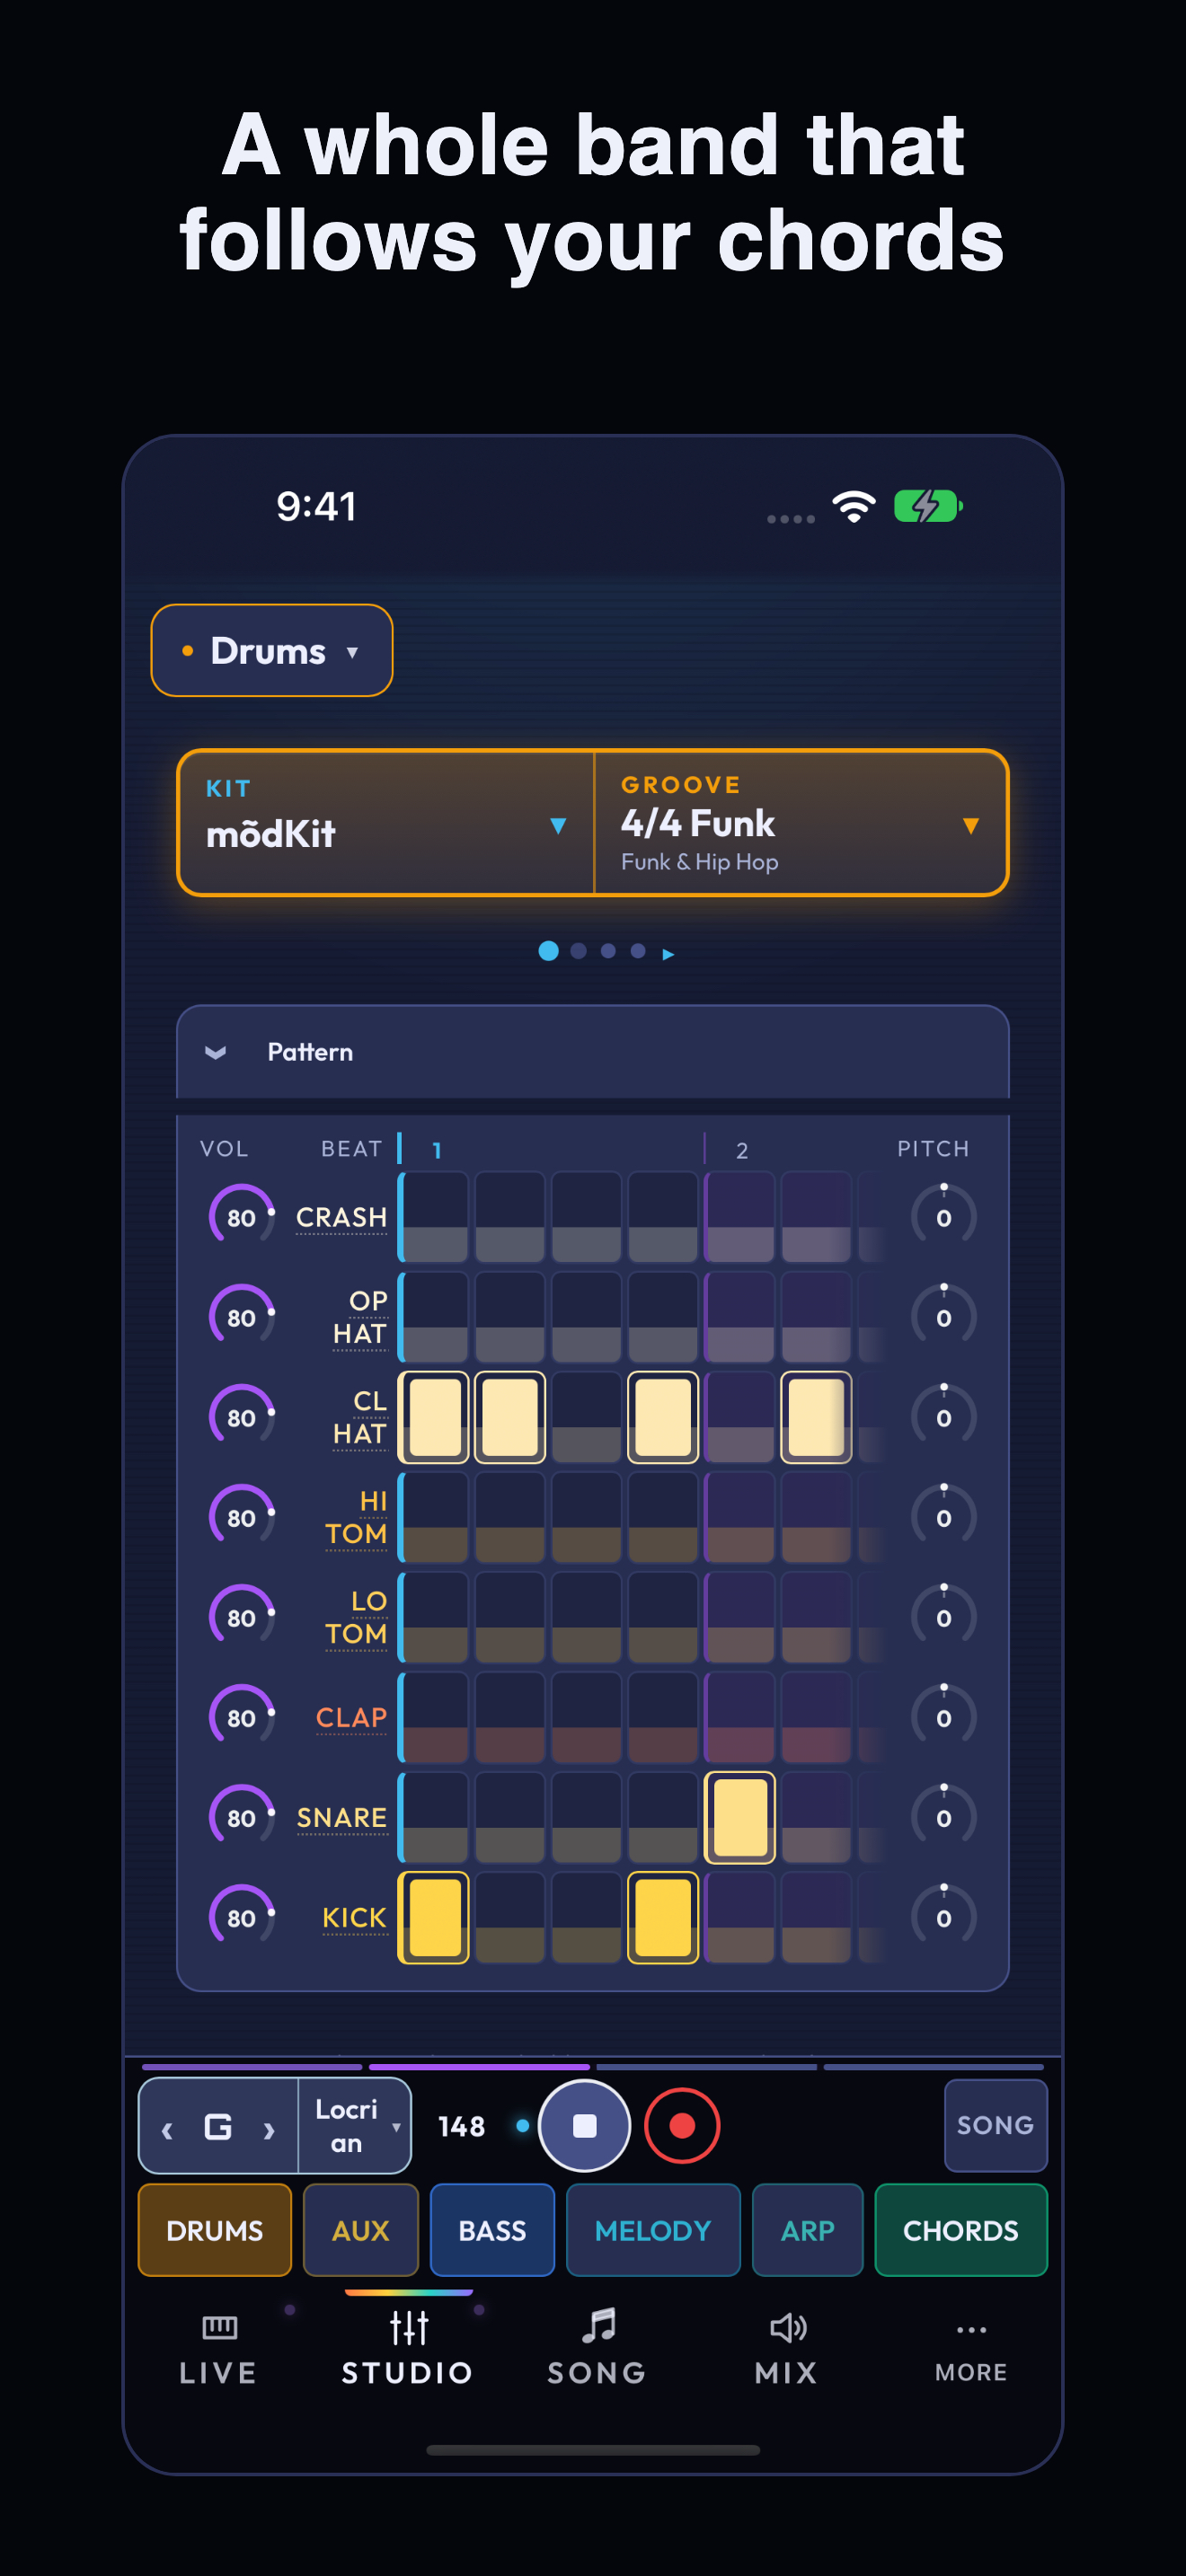 A whole band that
follows your chords
9:41
Drums
KIT
mõdKit
GROOVE
4/4 Funk
Funk & Hip Hop
Pattern
VOL BEAT 1 2 PITCH
80 CRASH 0
80 OP HAT 0
80 CL HAT 0
80 HI TOM 0
80 LO TOM 0
80 CLAP 0
80 SNARE 0
80 KICK 0
‹ G › Locri
an
148
SONG
DRUMS AUX BASS MELODY ARP CHORDS
LIVE STUDIO SONG MIX MORE